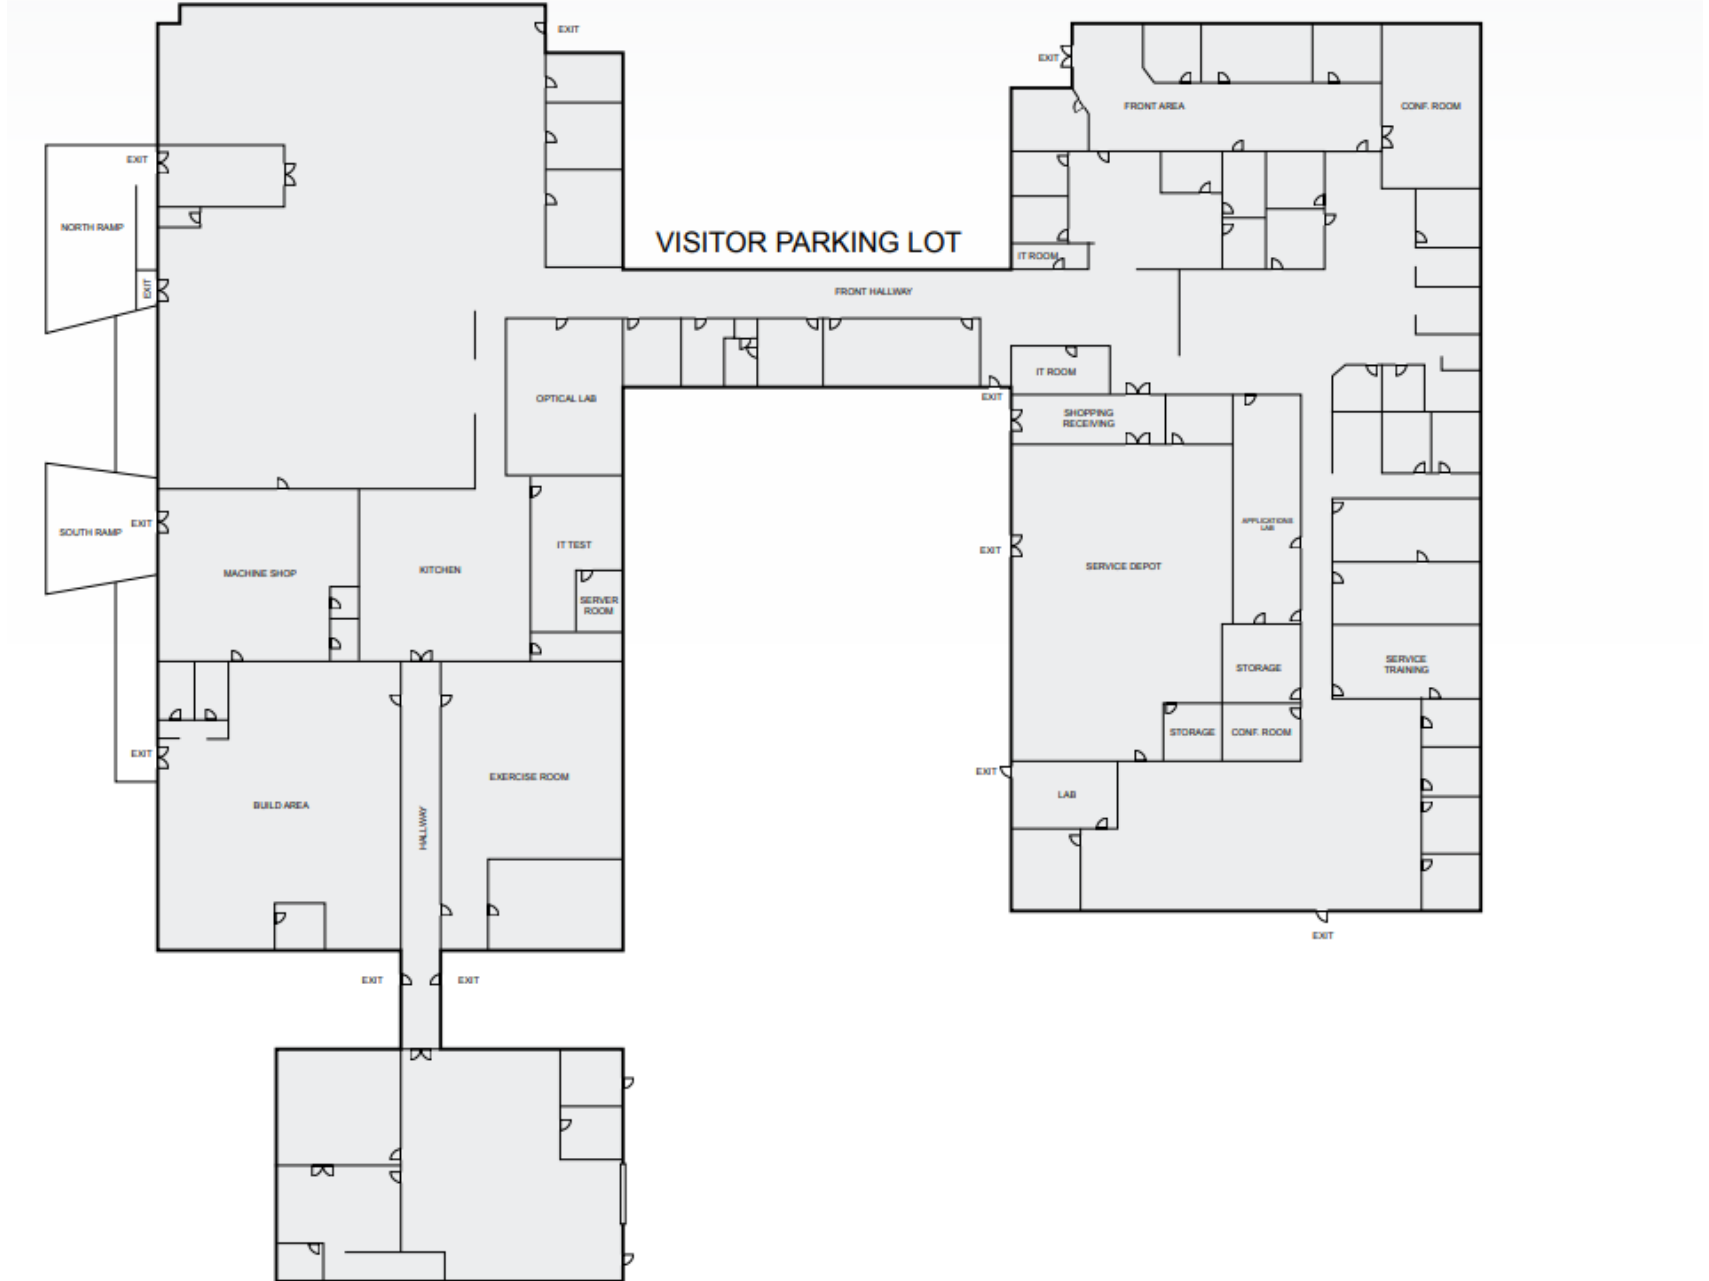 EXIT
EXIT
FRONT AREA
CONF. ROOM
EXIT
NORTH RAMP
VISITOR PARKING LOT
IT ROOM
EXIT
FRONT HALLWAY
IT ROOM
OPTICAL LAB
EXIT
SHOPPING
RECEIVING
EXIT
SOUTH RAMP
APPLICATIONS
LAB
IT TEST
EXIT
MACHINE SHOP
KITCHEN
SERVICE DEPOT
SERVER
ROOM
SERVICE
TRAINING
STORAGE
STORAGE
CONF. ROOM
EXIT
EXERCISE ROOM
EXIT
BUILD AREA
HALLWAY
LAB
EXIT
EXIT
EXIT